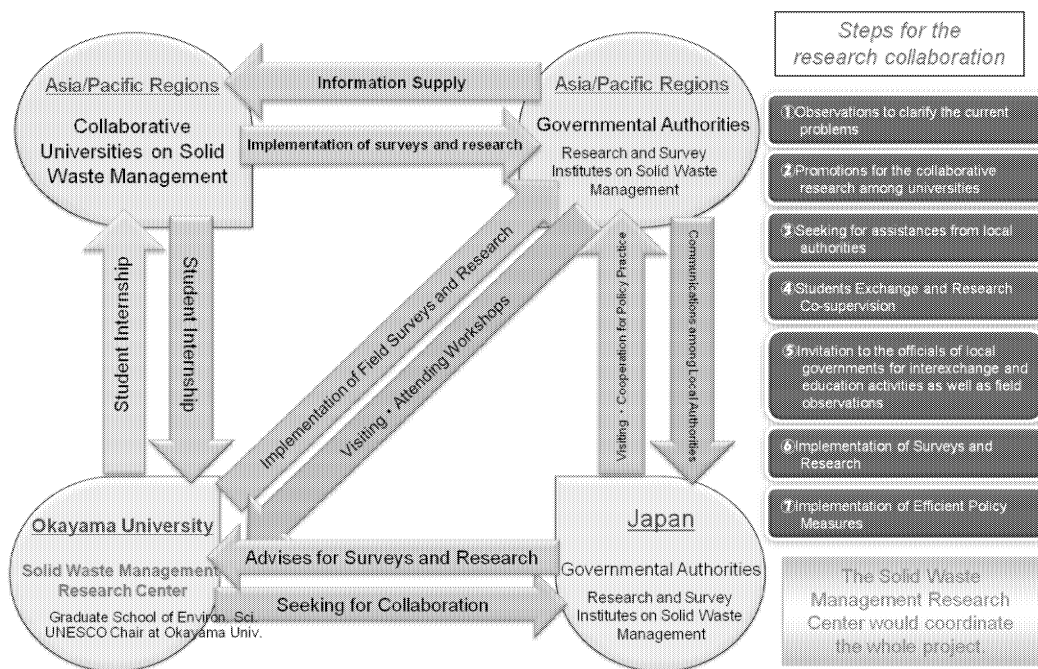 Asia/Pacific Regions
Collaborative
Universities on Solid
Waste Management
Information Supply
Implementation of surveys and research
Asia/Pacific Regions
Governmental Authorities
Research and Survey
Institutes on Solid Waste
Management
Student Internship
Student Internship
Implementation of Field Surveys and Research
Visiting・Attending Workshops
Visiting・Cooperation for Policy Practice
Communications among Local Authorities
Okayama University
Solid Waste Management
Research Center
Graduate School of Environ. Sci.
UNESCO Chair at Okayama Univ.
Advises for Surveys and Research
Seeking for Collaboration
Japan
Governmental Authorities
Research and Survey
Institutes on Solid Waste
Management
Steps for the
research collaboration
①Observations to clarify the current
problems
②Promotions for the collaborative
research among universities
③Seeking for assistances from local
authorities
④Students Exchange and Research
Co-supervision
⑤Invitation to the officials of local
governments for interexchange and
education activities as well as field
observations
⑥Implementation of Surveys and
Research
⑦Implementation of Efficient Policy
Measures
The Solid Waste
Management Research
Center would coordinate
the whole project.